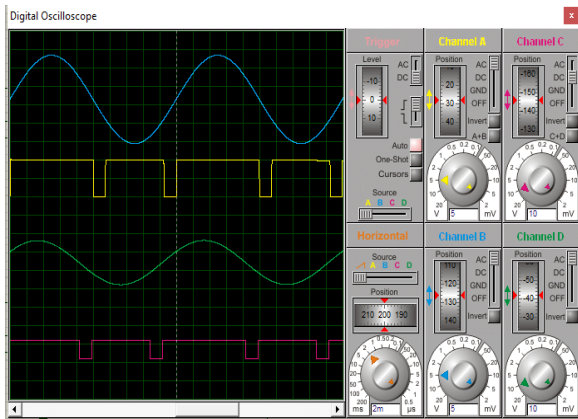 Digital Oscilloscope
x
Trigger
Level
-10
0
10
AC
DC
Auto
One-Shot
Cursors
Source
A B C D
Channel A
Position
20
30
40
AC
DC
GND
OFF
Invert
A+B
V
5
mV
Channel C
Position
-160
-150
-140
-130
AC
DC
GND
OFF
Invert
C+D
V
10
mV
Horizontal
Source
A B C D
Position
210 200 190
ms
2m
µs
Channel B
Position
110
120
130
140
AC
DC
GND
OFF
Invert
V
5
mV
Channel D
Position
-50
-40
-30
AC
DC
GND
OFF
Invert
V
10
mV